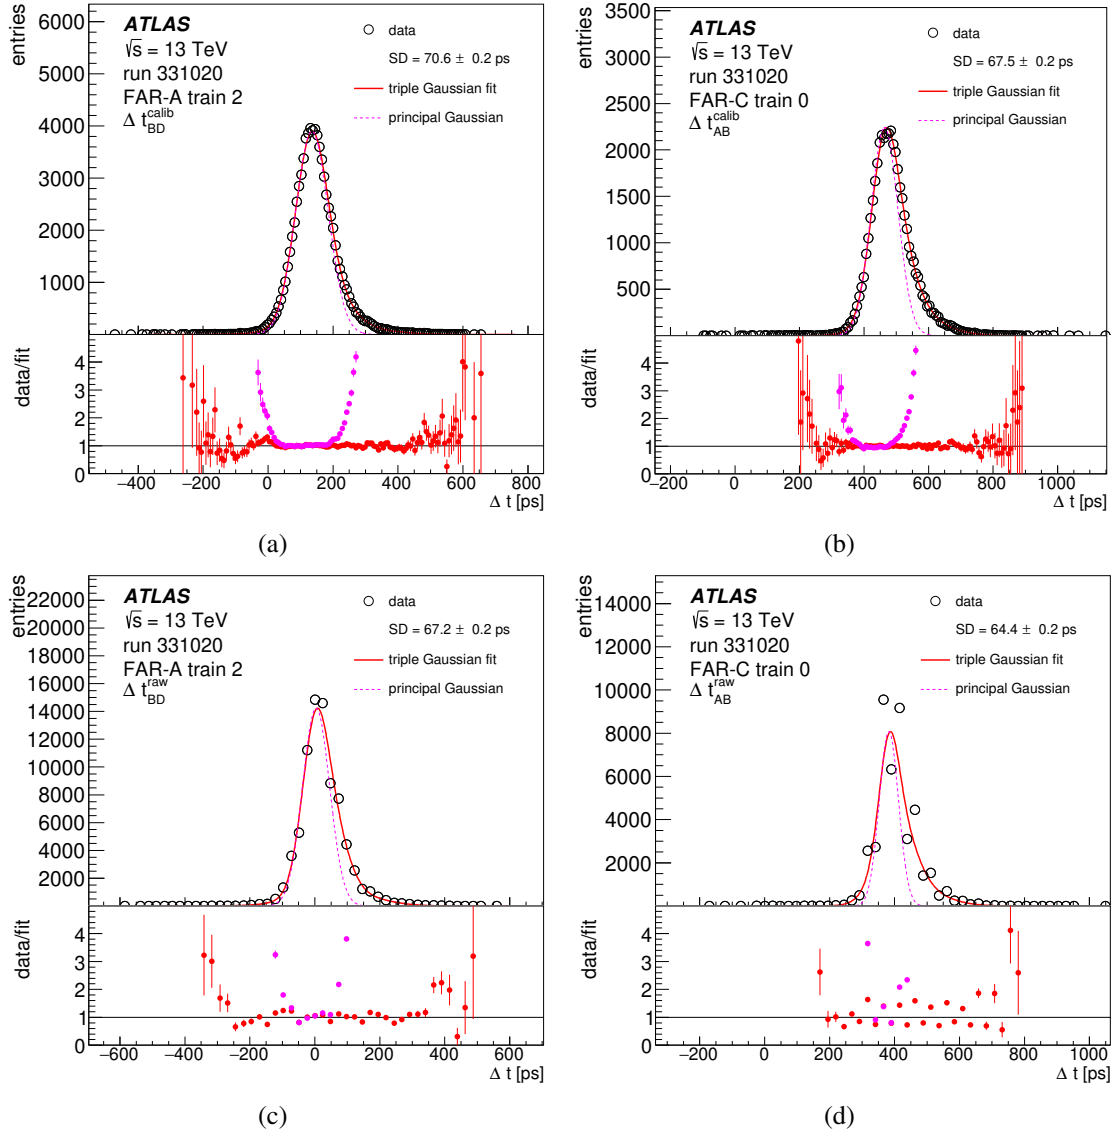 entries
6000
5000
4000
3000
2000
1000
ATLAS
√s = 13 TeV
run 331020
FAR-A train 2
Δ t_BD^calib
data
SD = 70.6 ± 0.2 ps
triple Gaussian fit
principal Gaussian
data/fit
4
3
2
1
0
−400 −200 0 200 400 600 800
Δ t [ps]
(a)
entries
3500
3000
2500
2000
1500
1000
500
ATLAS
√s = 13 TeV
run 331020
FAR-C train 0
Δ t_AB^calib
data
SD = 67.5 ± 0.2 ps
triple Gaussian fit
principal Gaussian
data/fit
4
3
2
1
0
−200 0 200 400 600 800 1000
Δ t [ps]
(b)
entries
22000
20000
18000
16000
14000
12000
10000
8000
6000
4000
2000
ATLAS
√s = 13 TeV
run 331020
FAR-A train 2
Δ t_BD^raw
data
SD = 67.2 ± 0.2 ps
triple Gaussian fit
principal Gaussian
data/fit
4
3
2
1
0
−600 −400 −200 0 200 400 600
Δ t [ps]
(c)
entries
14000
12000
10000
8000
6000
4000
2000
ATLAS
√s = 13 TeV
run 331020
FAR-C train 0
Δ t_AB^raw
data
SD = 64.4 ± 0.2 ps
triple Gaussian fit
principal Gaussian
data/fit
4
3
2
1
0
−200 0 200 400 600 800 1000
Δ t [ps]
(d)